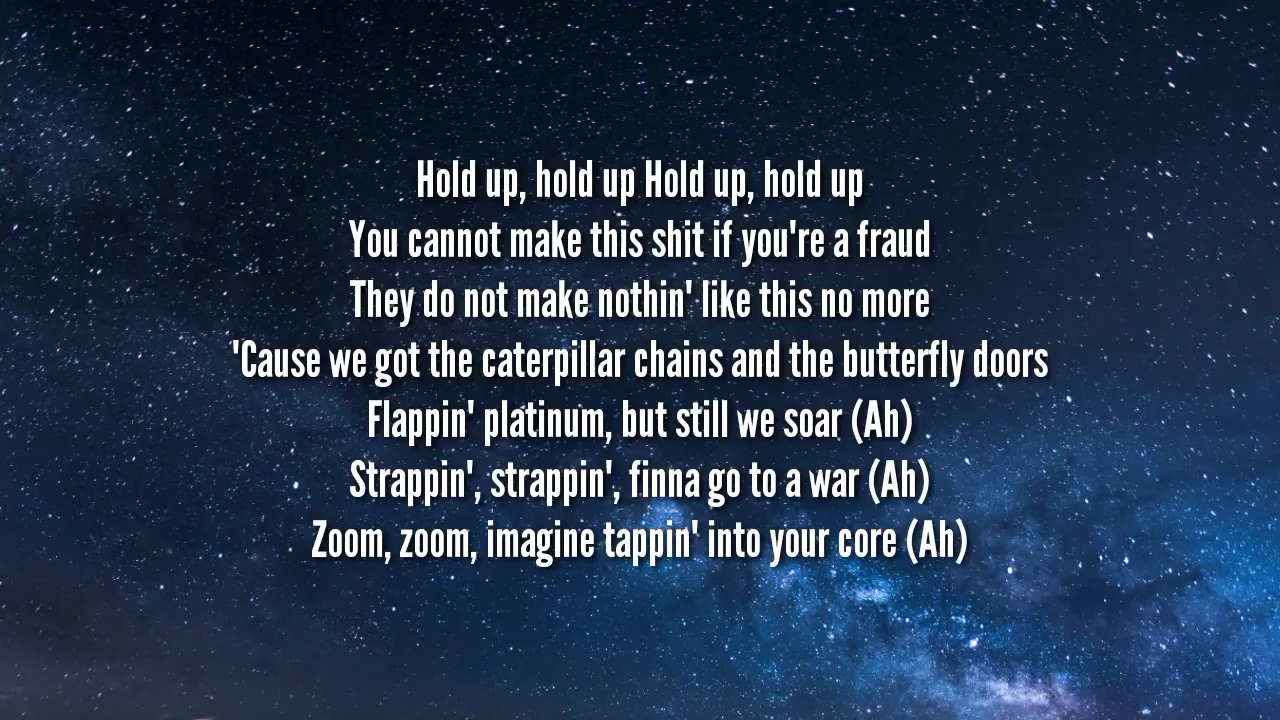 Hold up, hold up Hold up, hold up
You cannot make this shit if you're a fraud
They do not make nothin' like this no more
'Cause we got the caterpillar chains and the butterfly doors
Flappin' platinum, but still we soar (Ah)
Strappin', strappin', finna go to a war (Ah)
Zoom, zoom, imagine tappin' into your core (Ah)